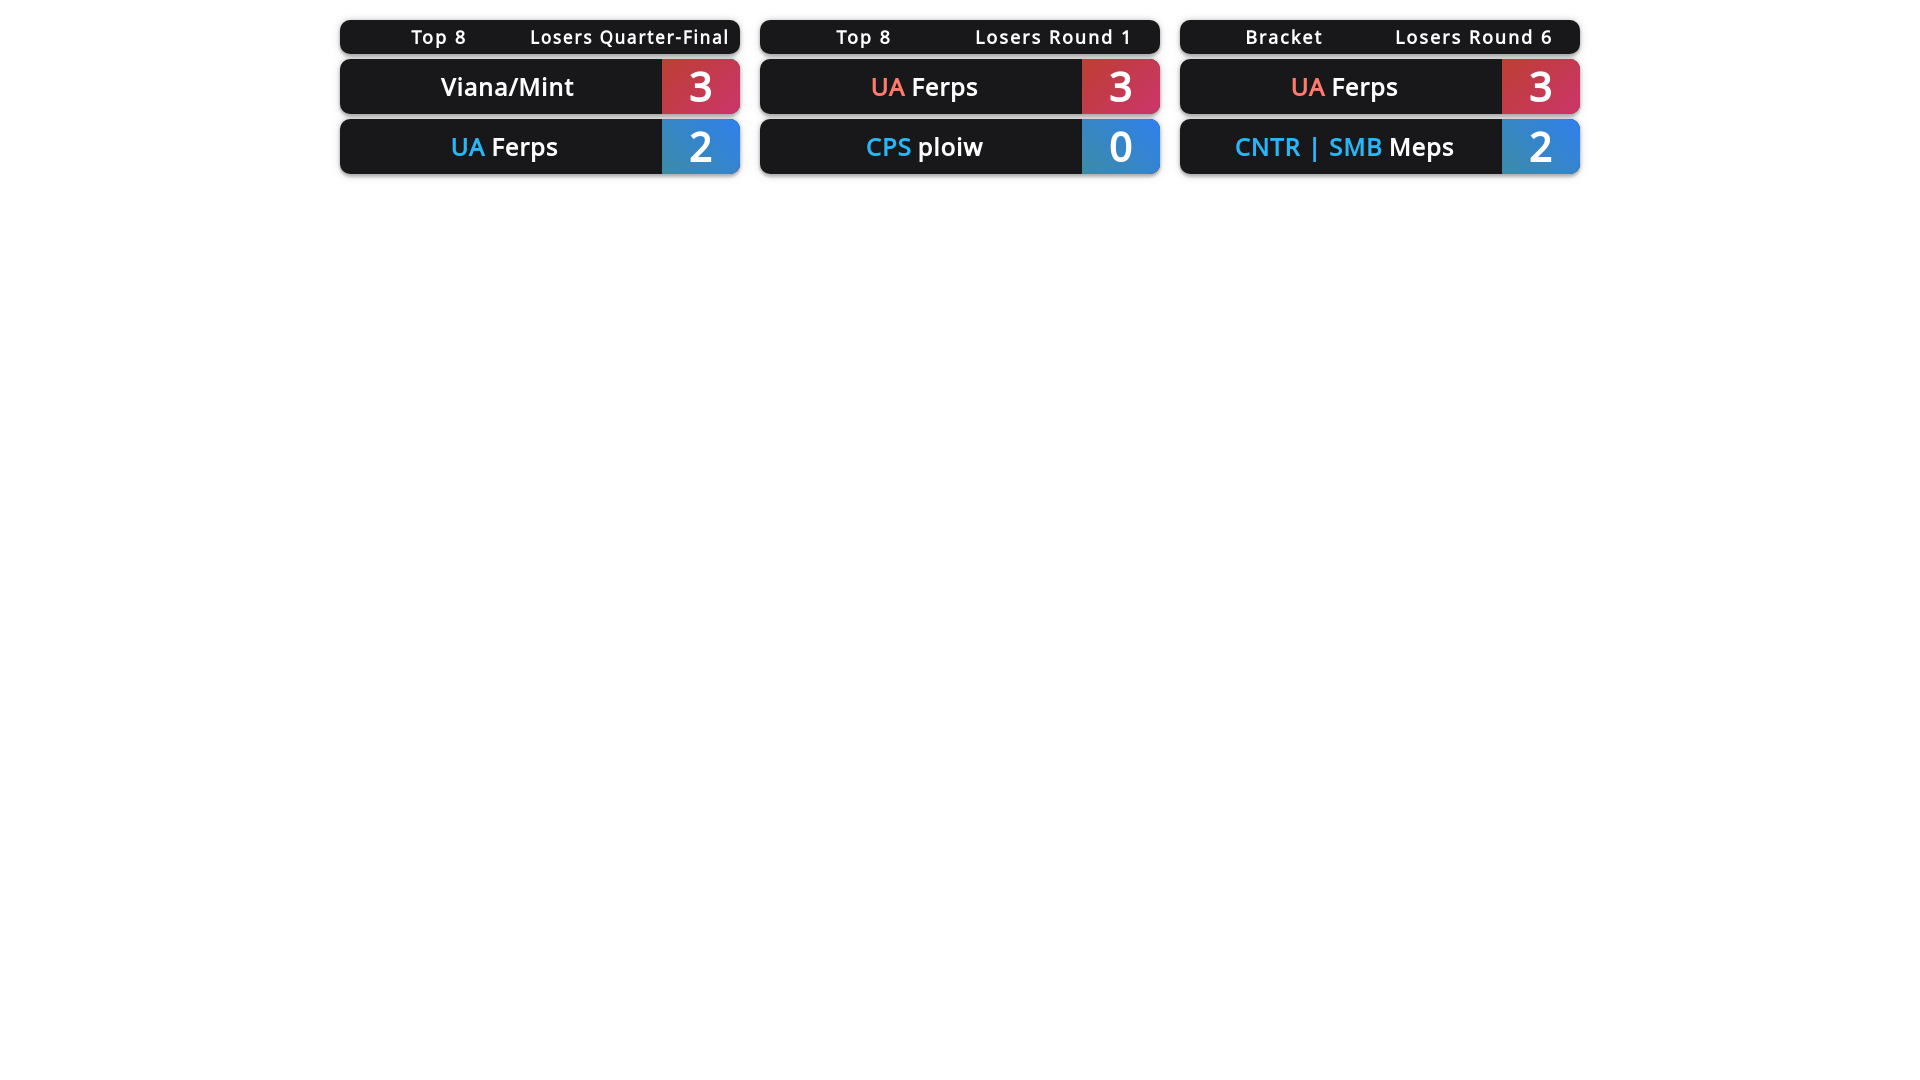 Top 8 Losers Quarter-Final
Viana/Mint 3
UA Ferps 2
Top 8 Losers Round 1
UA Ferps 3
CPS ploiw 0
Bracket Losers Round 6
UA Ferps 3
CNTR | SMB Meps 2